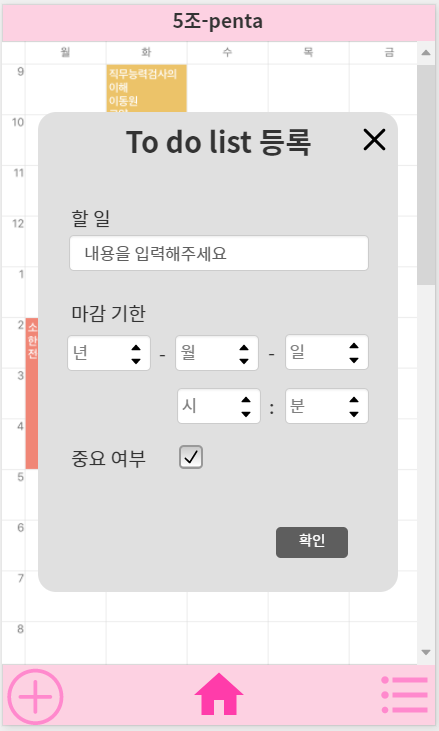 5조-penta
월 화 수 목 금
9
직무능력검사의
이해
이동원
10
To do list 등록
11
할 일
12
내용을 입력해주세요
1
마감 기한
2
소
한
전
년 - 월 - 일
3
시 : 분
4
중요 여부
5
6
확인
7
8